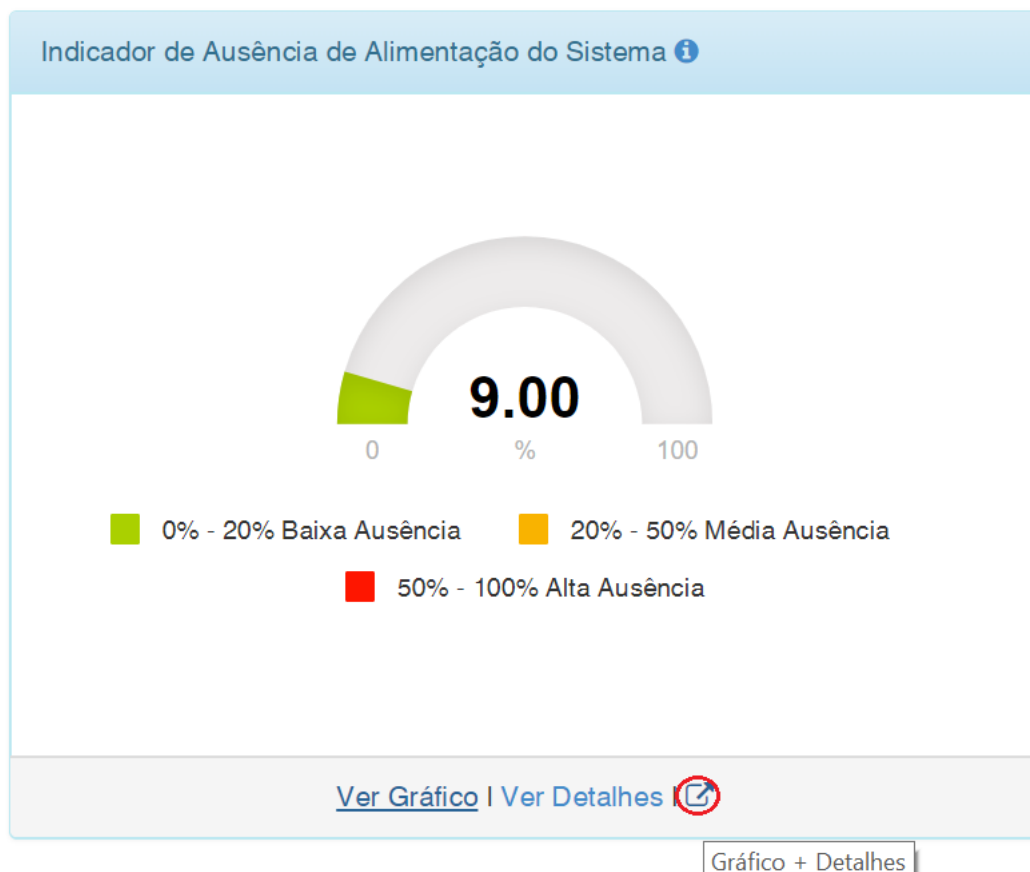 Indicador de Ausência de Alimentação do Sistema
9.00
0 % 100
0% - 20% Baixa Ausência 20% - 50% Média Ausência
50% - 100% Alta Ausência
Ver Gráfico | Ver Detalhes |
Gráfico + Detalhes